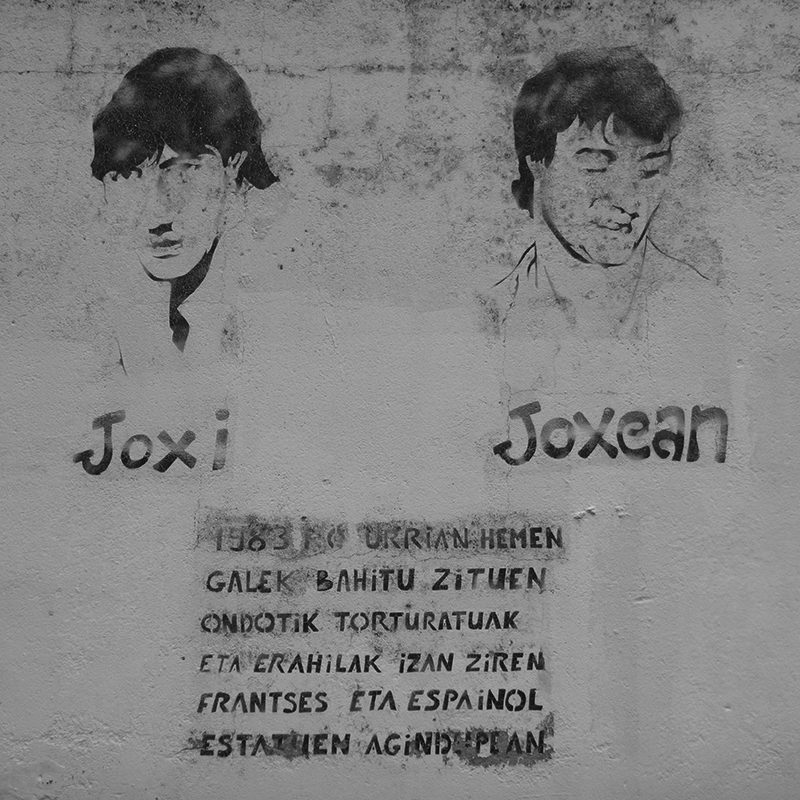 Joxi
Joxean
1983 KO URRIAN HEMEN
GALEK BAHiTU ZiTUEN
ONDOTiK TORTURATUAK
ETA ERAHiLAK iZAN ZiREN
FRANTSES ETA ESPAiNOL
ESTATUEN AGiNDUPEAN